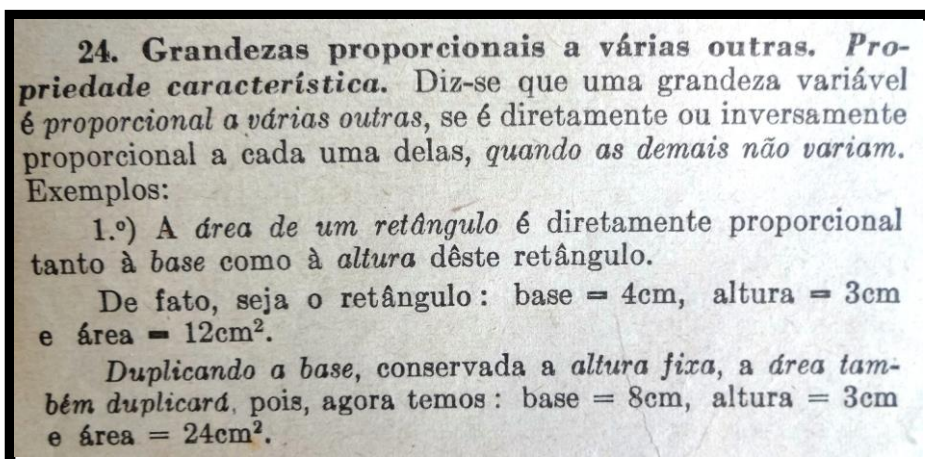 24. Grandezas proporcionais a várias outras. Pro-
priedade característica. Diz-se que uma grandeza variável
é proporcional a várias outras, se é diretamente ou inversamente
proporcional a cada uma delas, quando as demais não variam.
Exemplos:
1.º) A área de um retângulo é diretamente proporcional
tanto à base como à altura dêste retângulo.
De fato, seja o retângulo: base = 4cm, altura = 3cm
e área = 12cm².
Duplicando a base, conservada a altura fixa, a área tam-
bém duplicará, pois, agora temos: base = 8cm, altura = 3cm
e área = 24cm².